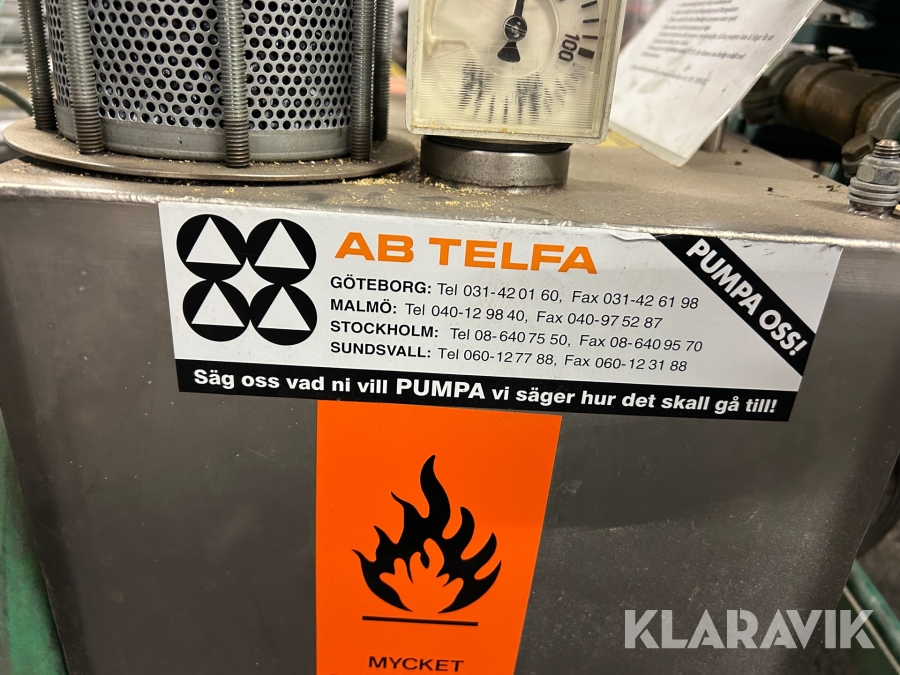 100
AB TELFA
PUMPA OSS!
GÖTEBORG: Tel 031-42 01 60, Fax 031-42 61 98
MALMÖ: Tel 040-12 98 40, Fax 040-97 52 87
STOCKHOLM: Tel 08-640 75 50, Fax 08-640 95 70
SUNDSVALL: Tel 060-12 77 88, Fax 060-12 31 88
Säg oss vad ni vill PUMPA vi säger hur det skall gå till!
MYCKET
KLARAVIK